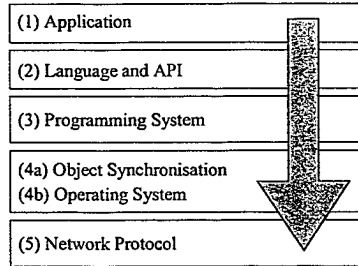 (1) Application
(2) Language and API
(3) Programming System
(4a) Object Synchronisation
(4b) Operating System
(5) Network Protocol